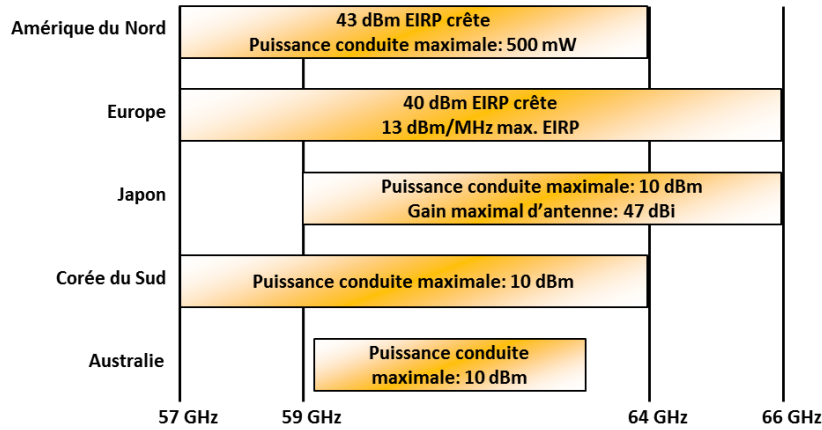 Amérique du Nord
43 dBm EIRP crête
Puissance conduite maximale: 500 mW
Europe
40 dBm EIRP crête
13 dBm/MHz max. EIRP
Japon
Puissance conduite maximale: 10 dBm
Gain maximal d’antenne: 47 dBi
Corée du Sud
Puissance conduite maximale: 10 dBm
Australie
Puissance conduite
maximale: 10 dBm
57 GHz
59 GHz
64 GHz
66 GHz